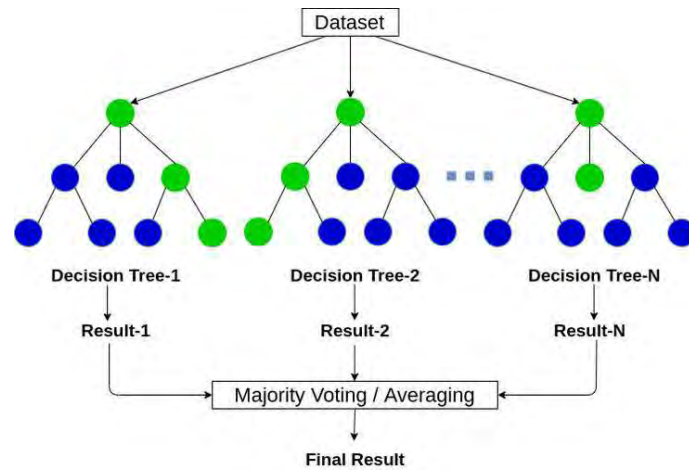 Dataset
Decision Tree-1
Decision Tree-2
Decision Tree-N
Result-1
Result-2
Result-N
Majority Voting / Averaging
Final Result